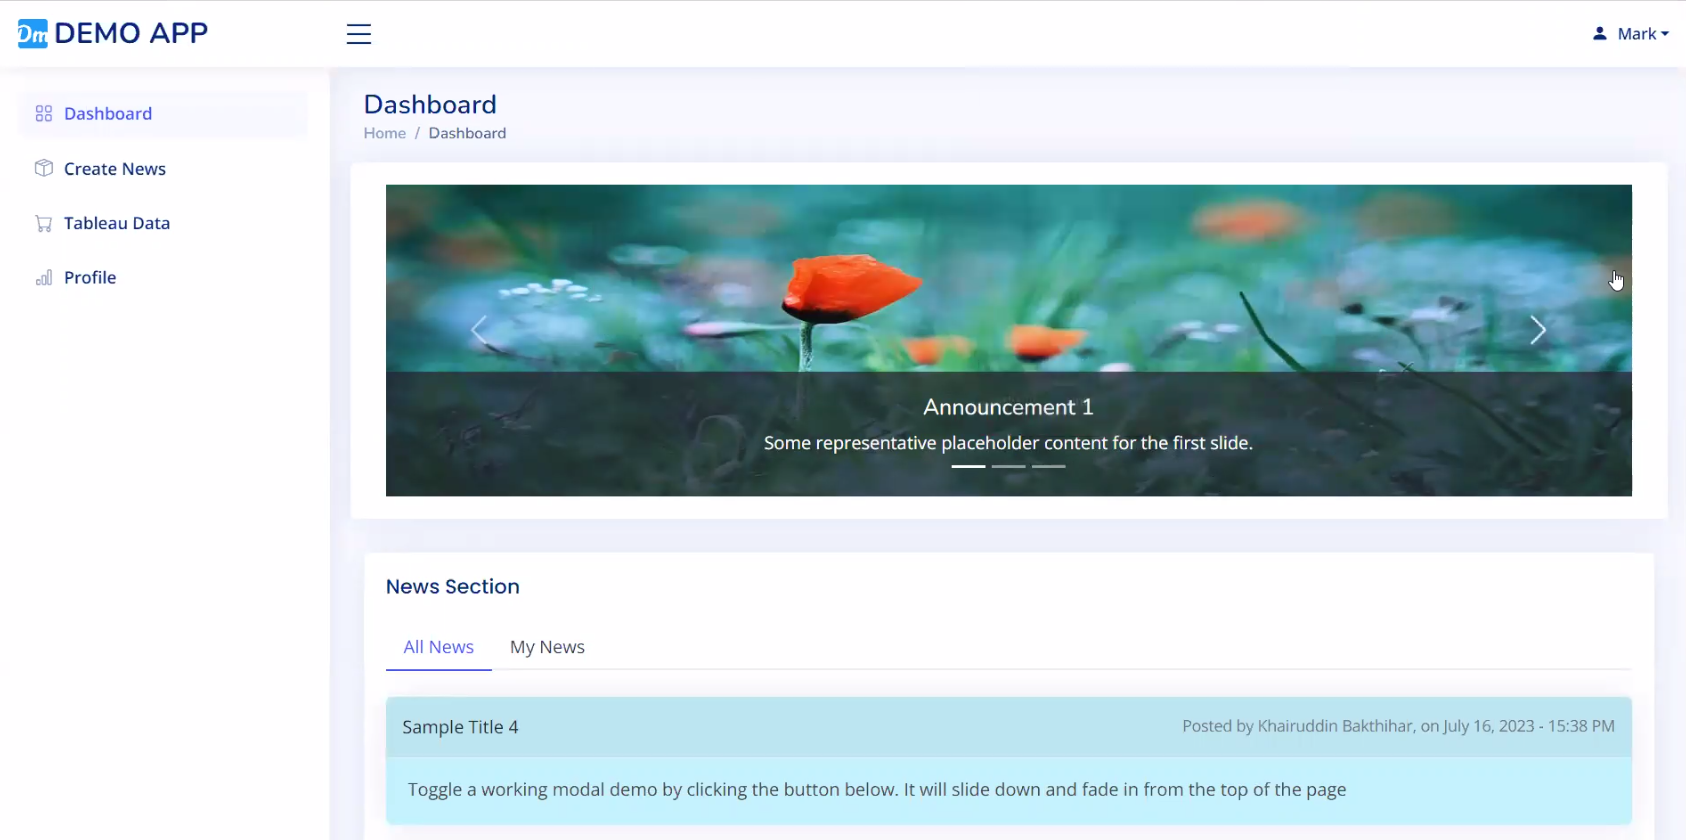 Dm DEMO APP
Mark
Dashboard
Create News
Tableau Data
Profile
Dashboard
Home / Dashboard
Announcement 1
Some representative placeholder content for the first slide.
News Section
All News My News
Sample Title 4
Posted by Khairuddin Bakthihar, on July 16, 2023 - 15:38 PM
Toggle a working modal demo by clicking the button below. It will slide down and fade in from the top of the page